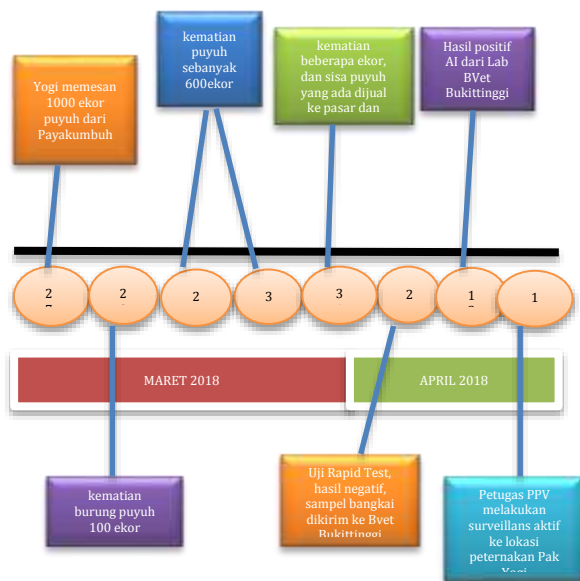 Yogi memesan
1000 ekor
puyuh dari
Payakumbuh
kematian
puyuh
sebanyak
600ekor
kematian
beberapa ekor,
dan sisa puyuh
yang ada dijual
ke pasar dan
Hasil positif
AI dari Lab
BVet
Bukittinggi
2
2
2
3
3
2
1
1
MARET 2018
APRIL 2018
kematian
burung puyuh
100 ekor
Uji Rapid Test,
hasil negatif,
sampel bangkai
dikirim ke Bvet
Bukittinggi
Petugas PPV
melakukan
surveillans aktif
ke lokasi
peternakan Pak
Yogi